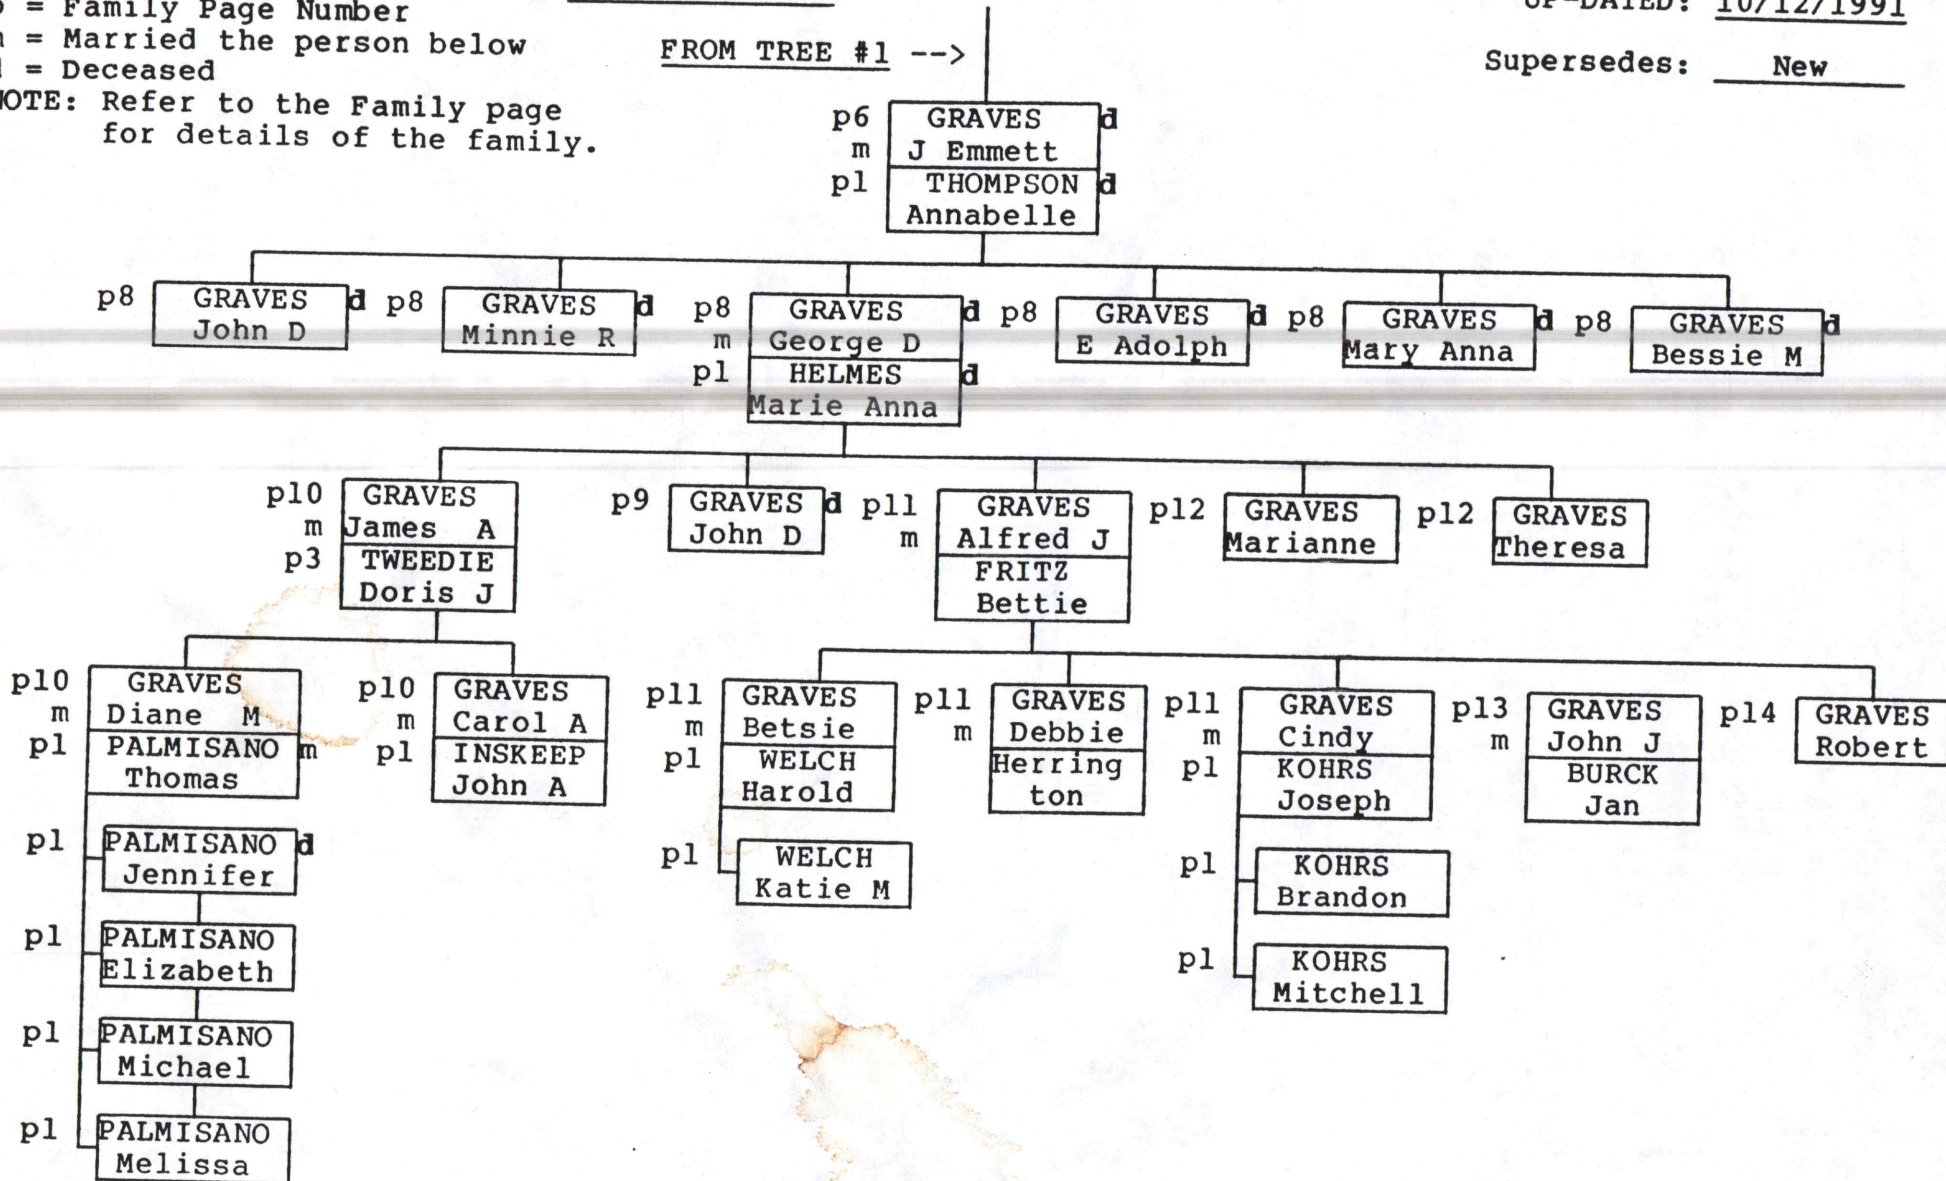 = Family Page Number
= Married the person below
= Deceased
NOTE: Refer to the Family page
for details of the family.
FROM TREE #1 -->
UP-DATED: 10/12/1991
Supersedes: New
p6 GRAVES d
m J Emmett
p1 THOMPSON d
Annabelle
p8 GRAVES d
John D
p8 GRAVES d
Minnie R
p8 GRAVES d
m George D
p1 HELMES d
Marie Anna
p8 GRAVES d
E Adolph
p8 GRAVES d
Mary Anna
p8 GRAVES d
Bessie M
p10 GRAVES
m James A
p3 TWEEDIE
Doris J
p9 GRAVES d
John D
p11 GRAVES
m Alfred J
FRITZ
Bettie
p12 GRAVES
Marianne
p12 GRAVES
Theresa
p10 GRAVES
m Diane M
p1 PALMISANO m
Thomas
p10 GRAVES
m Carol A
p1 INSKEEP
John A
p11 GRAVES
m Betsie
p1 WELCH
Harold
p11 GRAVES
m Debbie
Herring
ton
p11 GRAVES
m Cindy
p1 KOHRS
Joseph
p13 GRAVES
m John J
BURCK
Jan
p14 GRAVES
Robert
p1 PALMISANO d
Jennifer
p1 PALMISANO
Elizabeth
p1 PALMISANO
Michael
p1 PALMISANO
Melissa
p1 WELCH
Katie M
p1 KOHRS
Brandon
p1 KOHRS
Mitchell